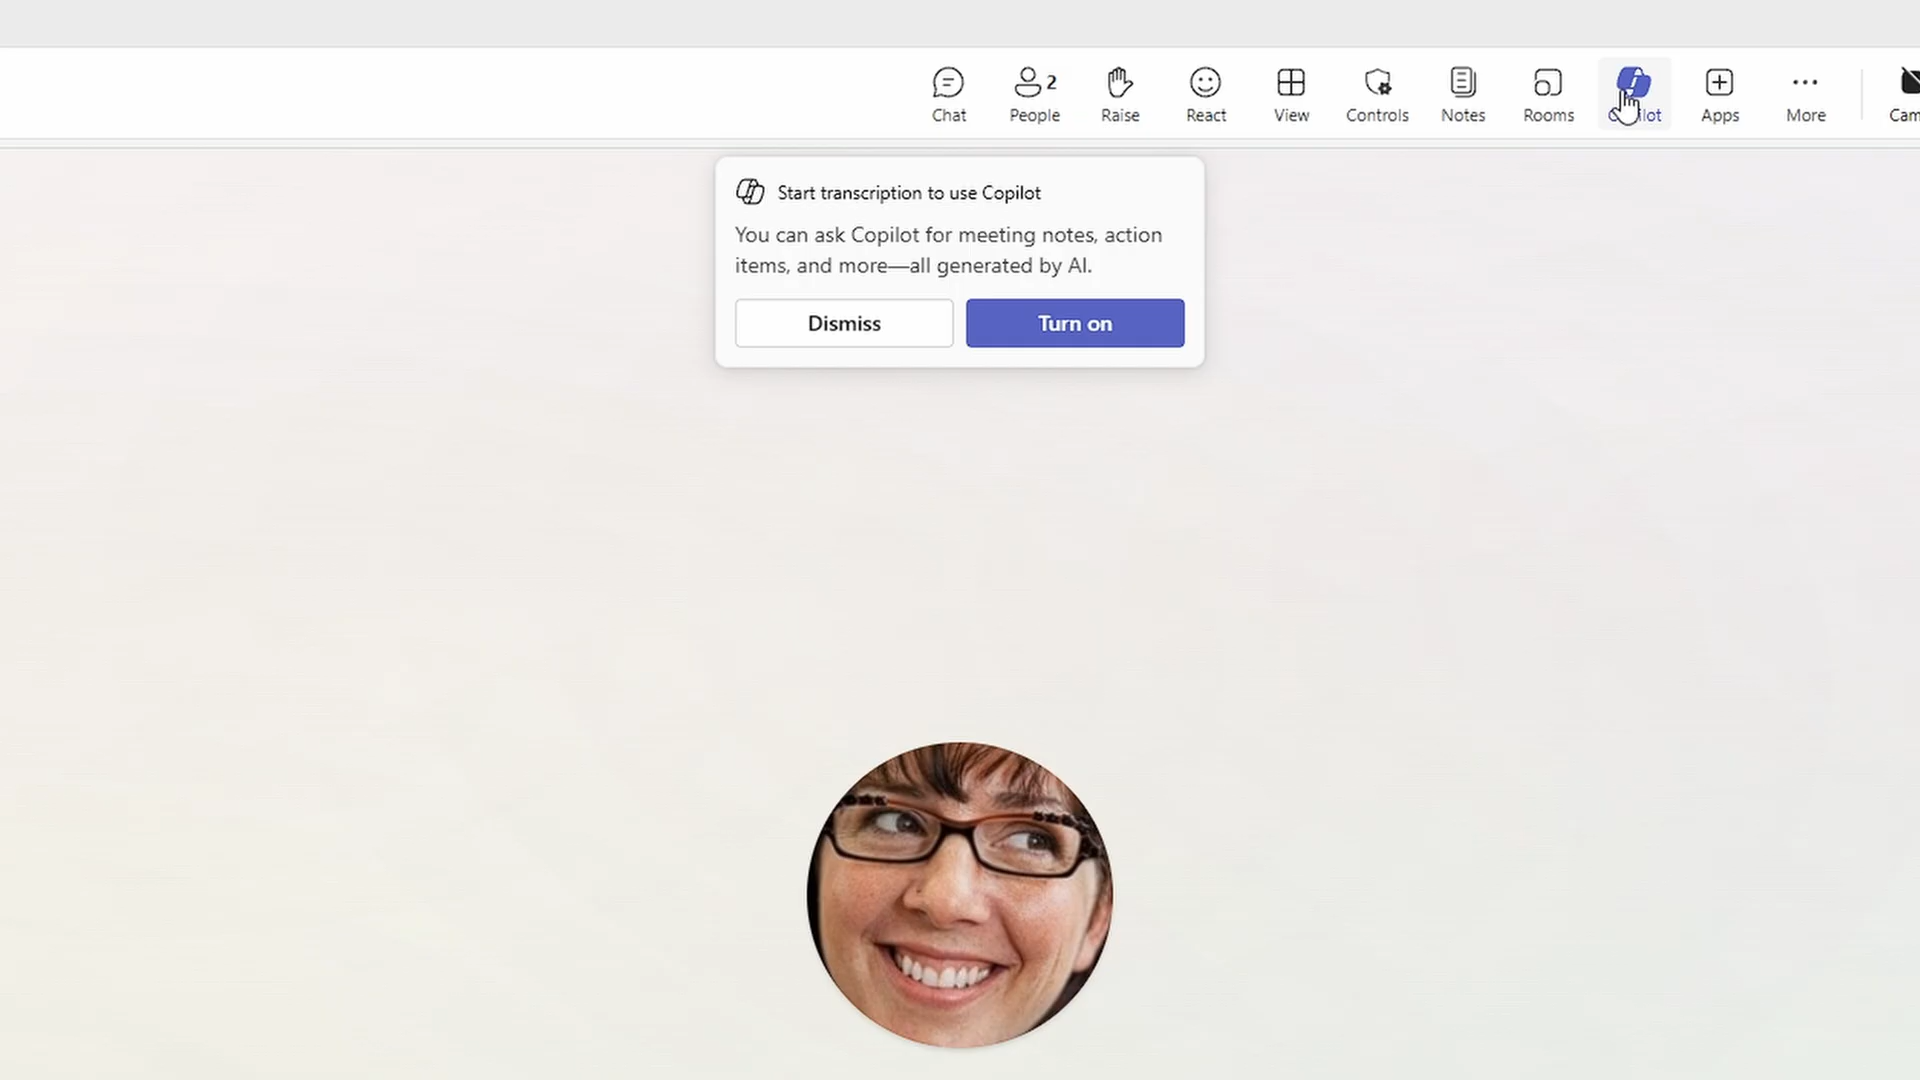 Chat
People 2
Raise
React
View
Controls
Notes
Rooms
Apps
More
Start transcription to use Copilot
You can ask Copilot for meeting notes, action
items, and more—all generated by AI.
Dismiss
Turn on